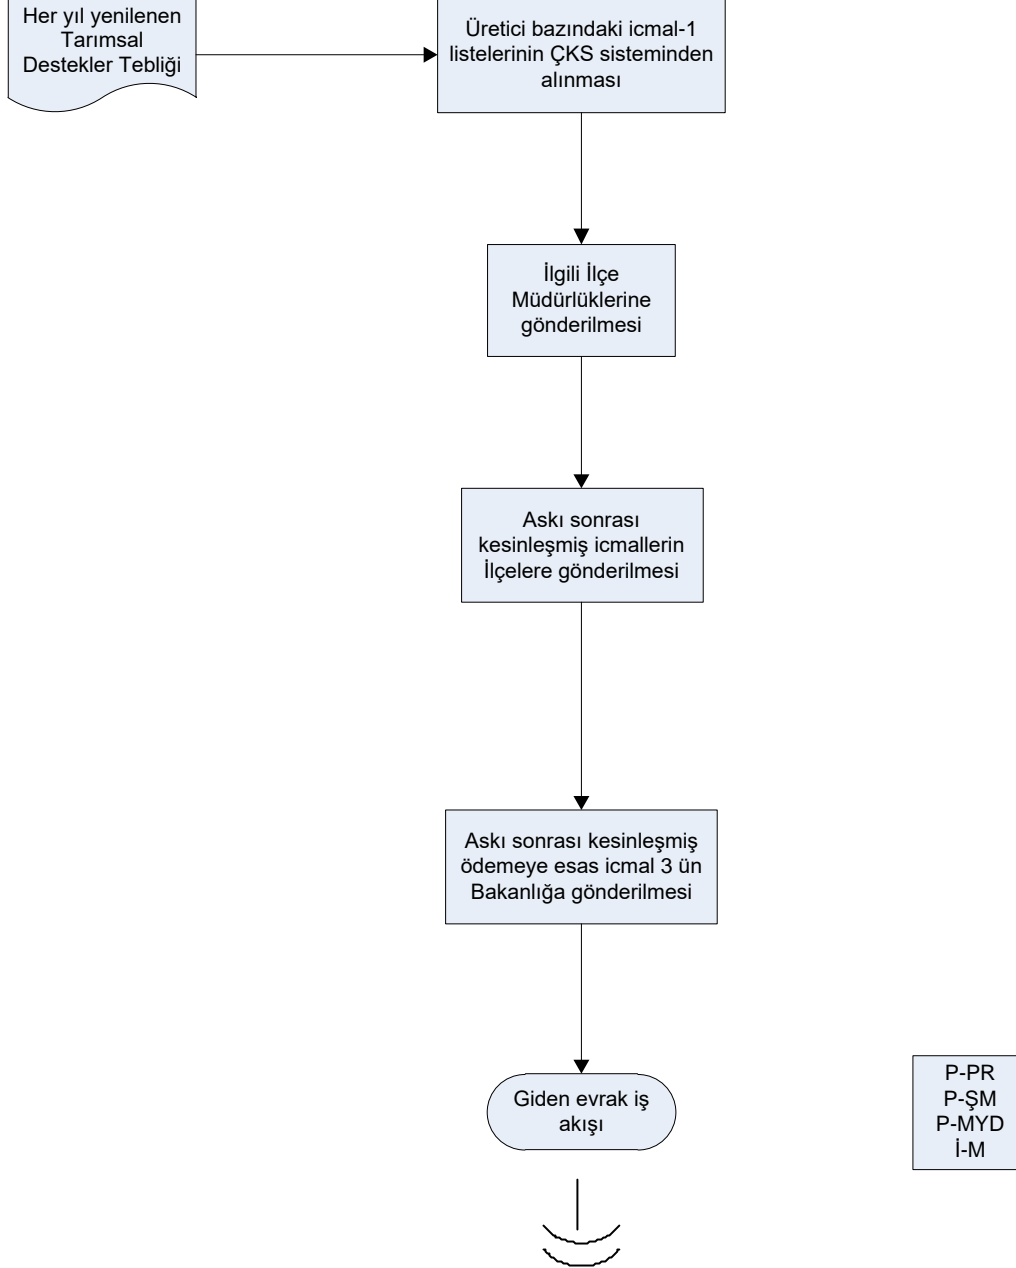 Her yıl yenilenen
Tarımsal
Destekler Tebliği
Üretici bazındaki icmal-1
listelerinin ÇKS sisteminden
alınması
İlgili İlçe
Müdürlüklerine
gönderilmesi
Askı sonrası
kesinleşmiş icmallerin
İlçelere gönderilmesi
Askı sonrası kesinleşmiş
ödemeye esas icmal 3 ün
Bakanlığa gönderilmesi
Giden evrak iş
akışı
P-PR
P-ŞM
P-MYD
İ-M